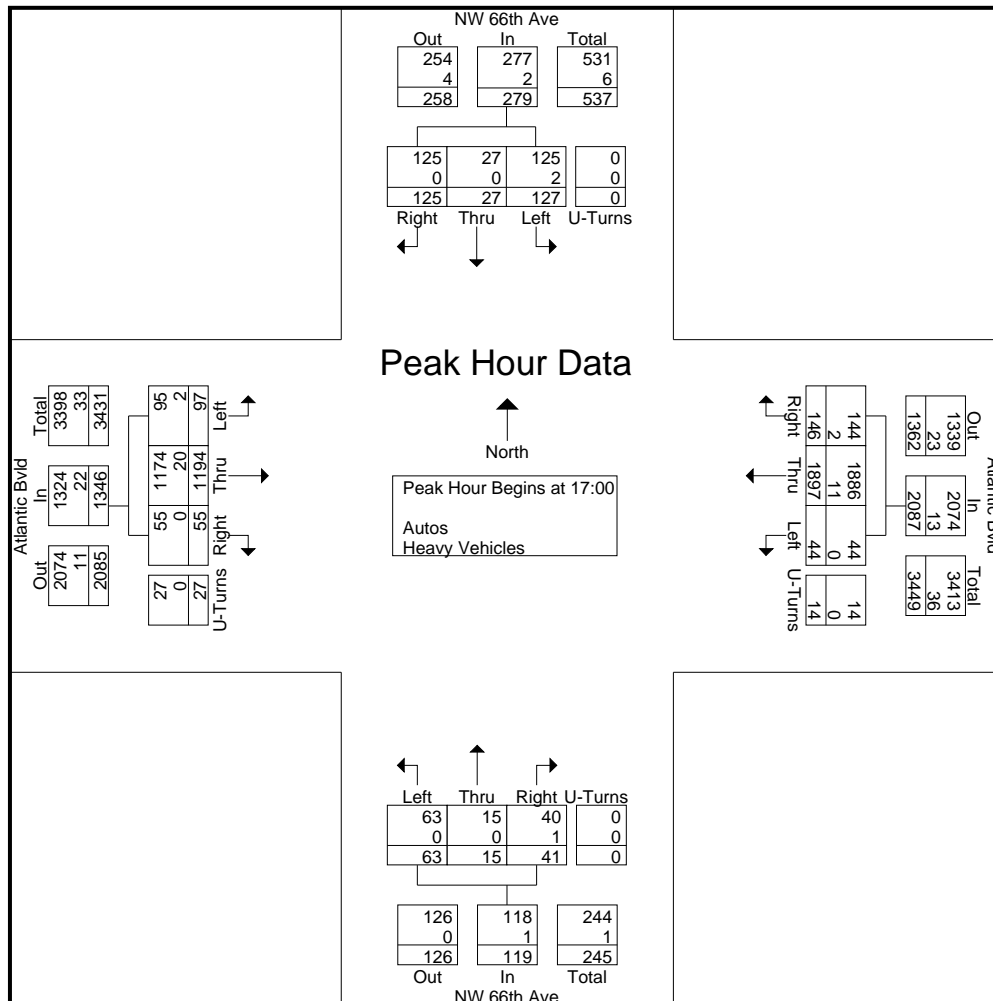 NW 66th Ave
Out In Total
254 277 531
4 2 6
258 279 537
125 27 125 0
0 0 2 0
125 27 127 0
Right Thru Left U-Turns
Peak Hour Data
North
Peak Hour Begins at 17:00
Autos
Heavy Vehicles
Atlantic Bvld
Out In Total
2074 1324 3398
11 22 33
2085 1346 3431
27 55 1174 95
0 0 20 2
27 55 1194 97
U-Turns Right Thru Left
Atlantic Bvld
Out In Total
1339 2074 3413
23 13 36
1362 2087 3449
144 1886 44 14
2 11 0 0
146 1897 44 14
Right Thru Left U-Turns
Left Thru Right U-Turns
63 15 40 0
0 0 1 0
63 15 41 0
126 118 244
0 1 1
126 119 245
Out In Total
NW 66th Ave